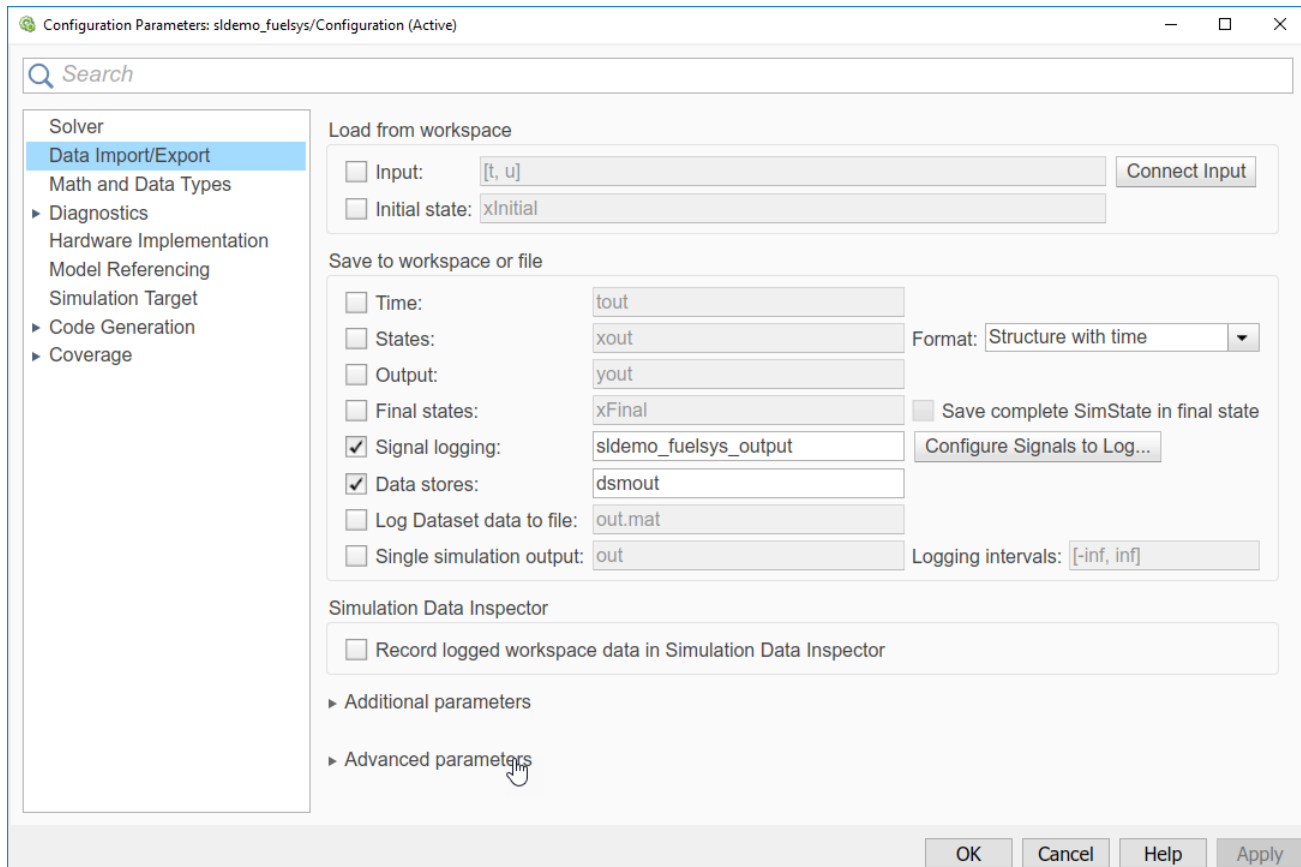 Configuration Parameters: sldemo_fuelsys/Configuration (Active)
Search
Solver
Data Import/Export
Math and Data Types
Diagnostics
Hardware Implementation
Model Referencing
Simulation Target
Code Generation
Coverage
Load from workspace
Input: [t, u] Connect Input
Initial state: xInitial
Save to workspace or file
Time: tout
States: xout Format: Structure with time
Output: yout
Final states: xFinal Save complete SimState in final state
Signal logging: sldemo_fuelsys_output Configure Signals to Log...
Data stores: dsmout
Log Dataset data to file: out.mat
Single simulation output: out Logging intervals: [-inf, inf]
Simulation Data Inspector
Record logged workspace data in Simulation Data Inspector
Additional parameters
Advanced parameters
OK Cancel Help Apply